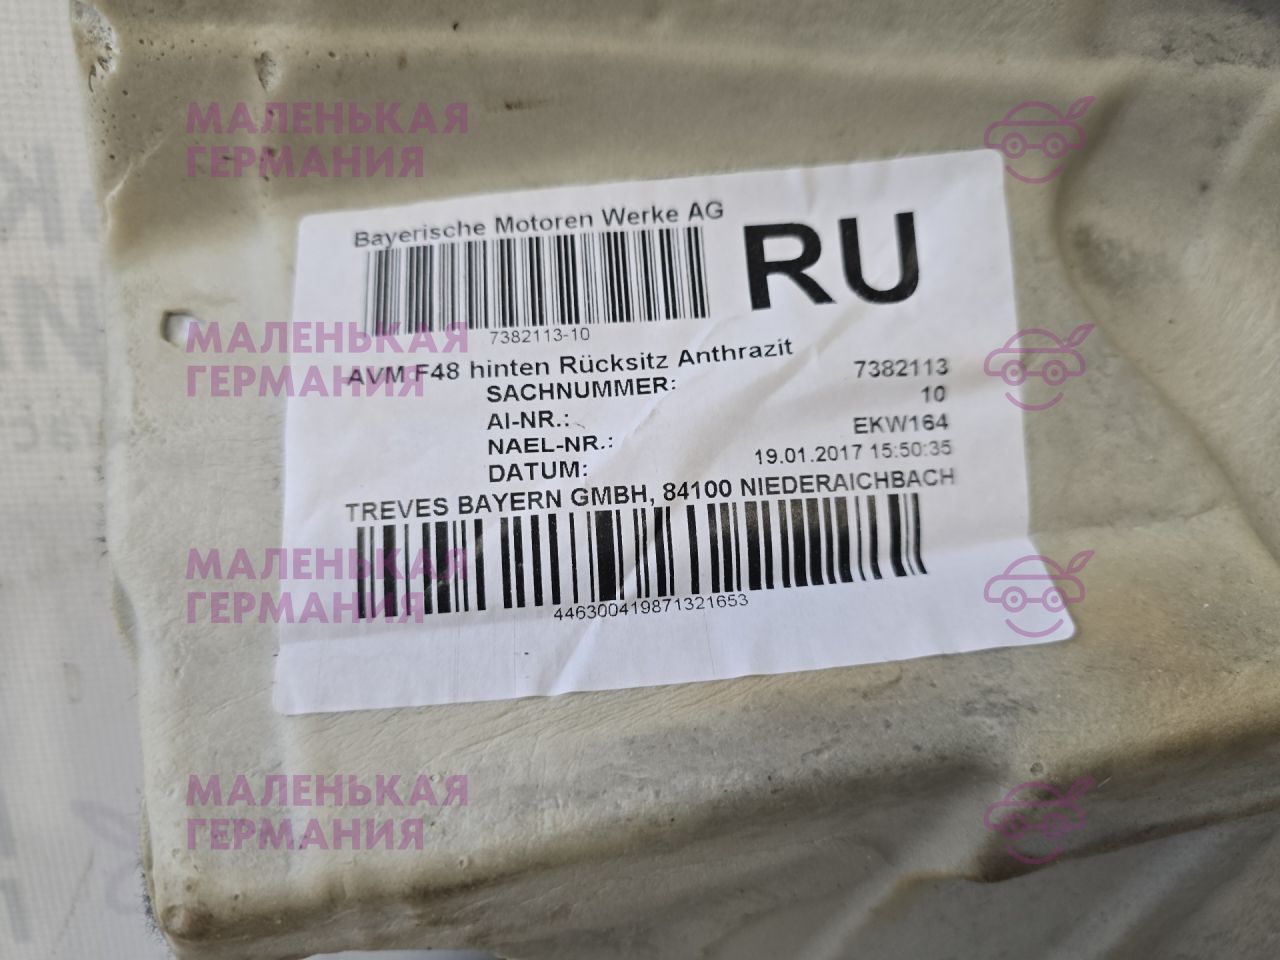 МАЛЕНЬКАЯ
ГЕРМАНИЯ
Bayerische Motoren Werke AG
RU
7382113-10
AVM F48 hinten Rücksitz Anthrazit
SACHNUMMER: 7382113
AI-NR.: 10
NAEL-NR.: EKW164
DATUM: 19.01.2017 15:50:35
TREVES BAYERN GMBH, 84100 NIEDERAICHBACH
446300419871321653
МАЛЕНЬКАЯ
ГЕРМАНИЯ
МАЛЕНЬКАЯ
ГЕРМАНИЯ
МАЛЕНЬКАЯ
ГЕРМАНИЯ